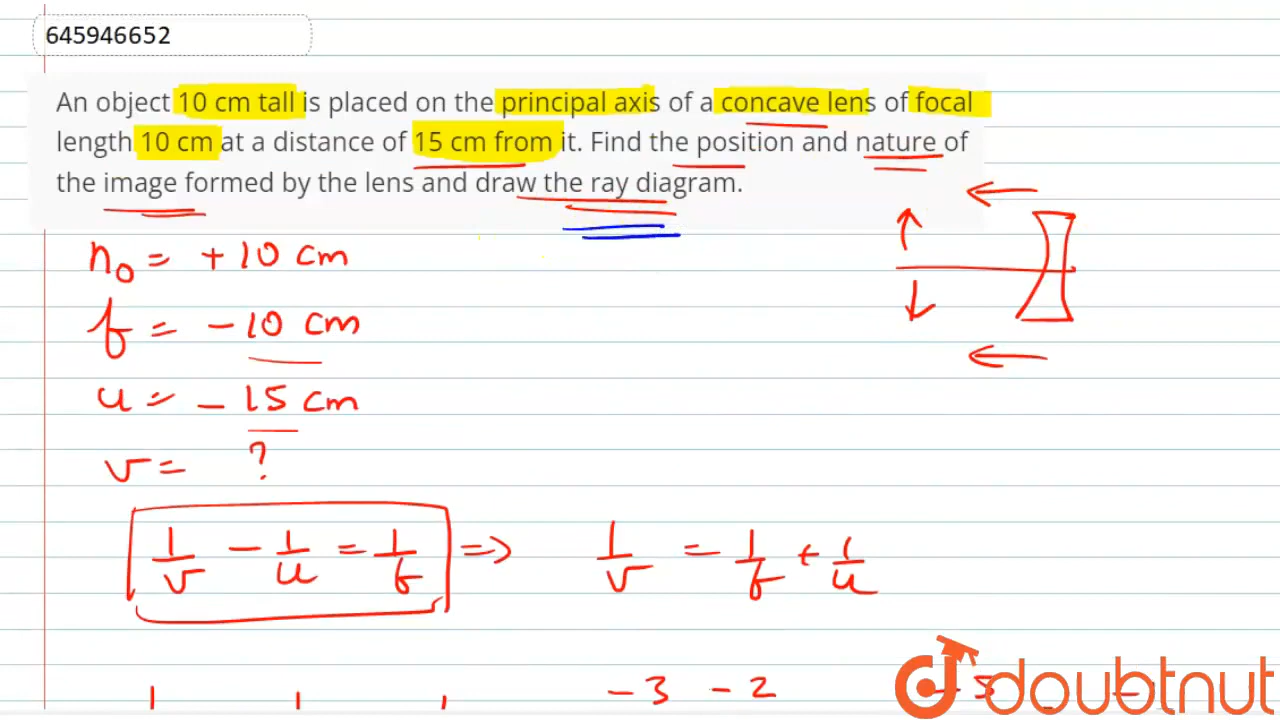 645946652
An object 10 cm tall is placed on the principal axis of a concave lens of focal
length 10 cm at a distance of 15 cm from it. Find the position and nature of
the image formed by the lens and draw the ray diagram.
h₀ = +10 cm
f = -10 cm
u = -15 cm
v = ?
1/v - 1/u = 1/f => 1/v = 1/f + 1/u
-3 -2 -5
doubtnut